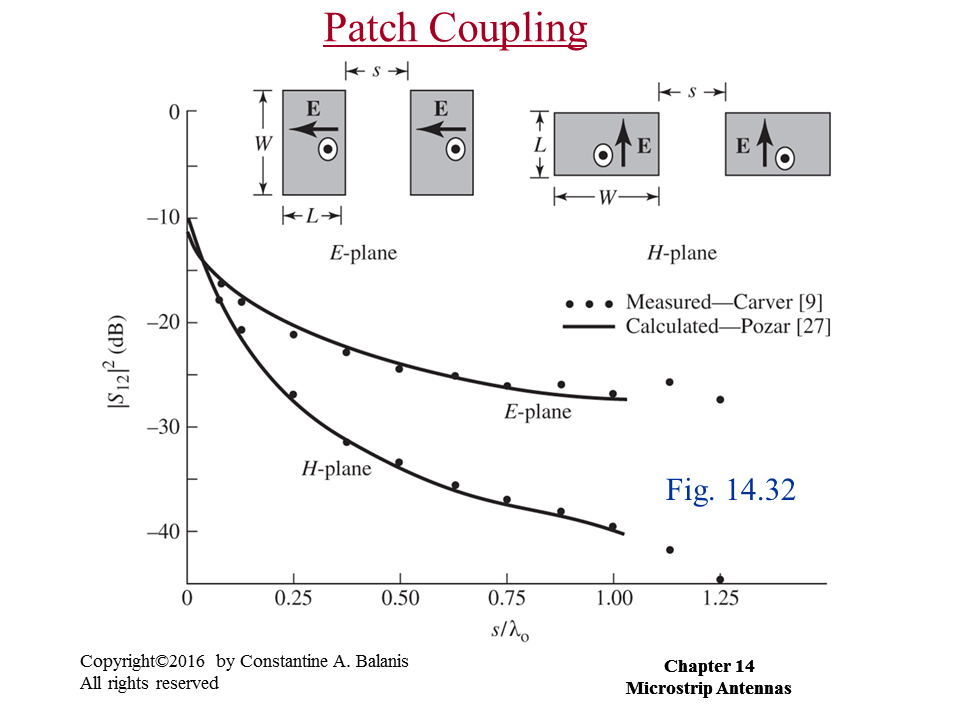 Patch Coupling
s
s
0
E
E
W
L
E
E
L
W
−10
E-plane
H-plane
Measured—Carver [9]
Calculated—Pozar [27]
−20
|S12|² (dB)
E-plane
−30
H-plane
Fig. 14.32
−40
0 0.25 0.50 0.75 1.00 1.25
s/λo
Copyright©2016 by Constantine A. Balanis
All rights reserved
Chapter 14
Microstrip Antennas